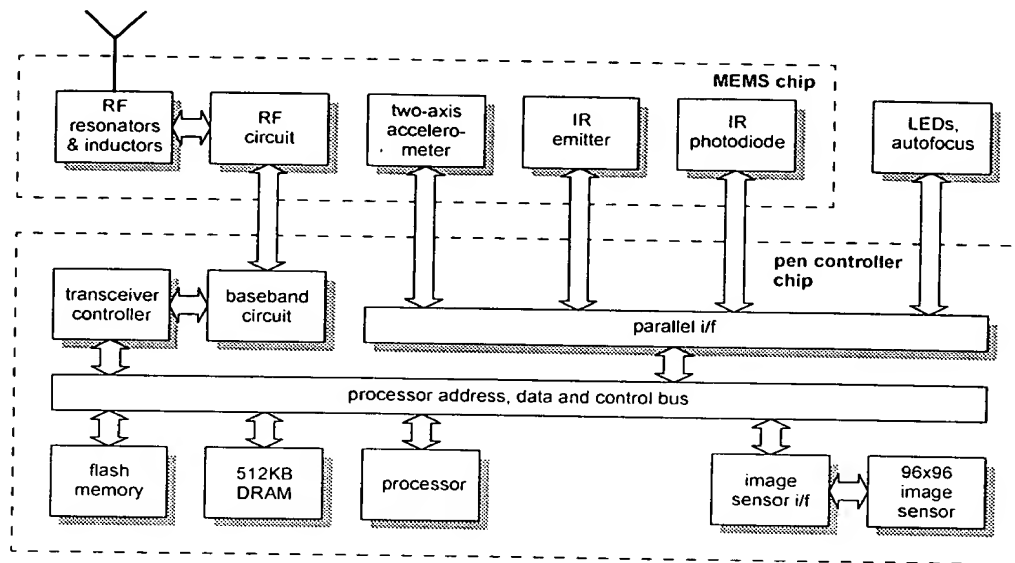 MEMS chip
RF
resonators
& inductors
RF
circuit
two-axis
accelero-
meter
IR
emitter
IR
photodiode
LEDs,
autofocus
pen controller
chip
transceiver
controller
baseband
circuit
parallel i/f
processor address, data and control bus
flash
memory
512KB
DRAM
processor
image
sensor i/f
96x96
image
sensor